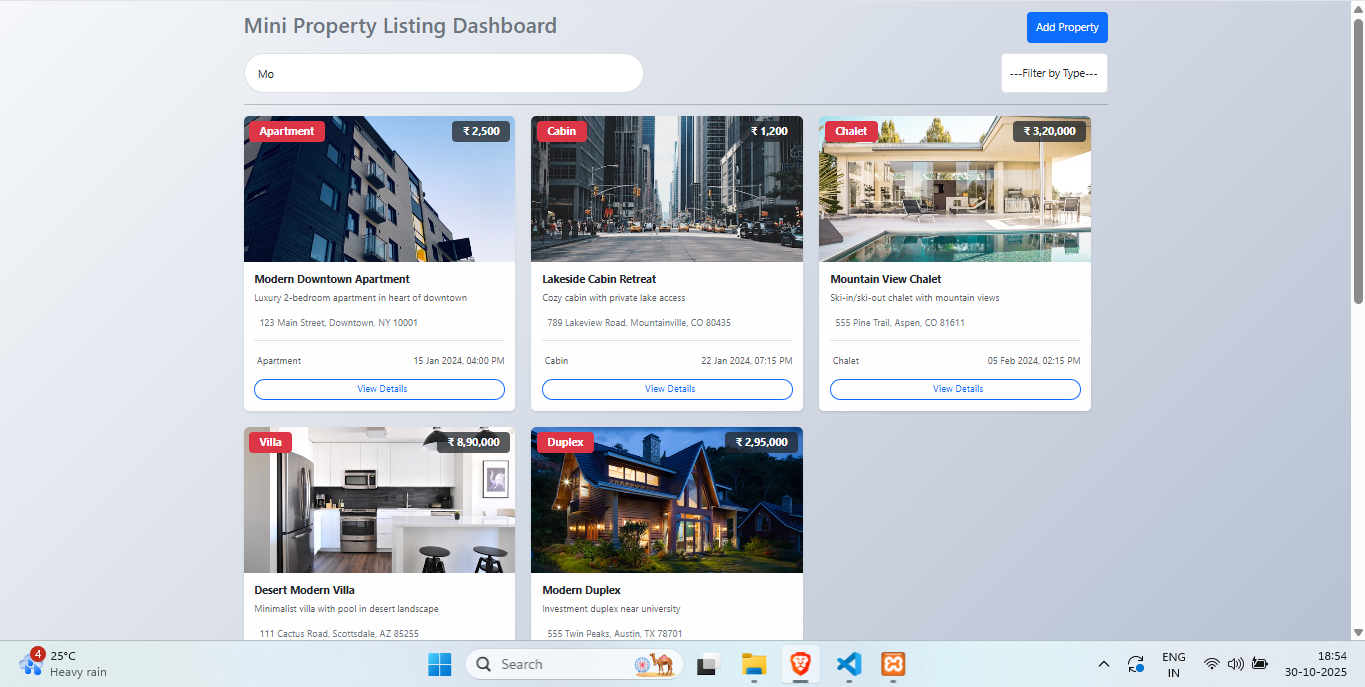 Mini Property Listing Dashboard
Add Property
Mo
---Filter by Type---
Apartment
₹ 2,500
Modern Downtown Apartment
Luxury 2-bedroom apartment in heart of downtown
123 Main Street, Downtown, NY 10001
Apartment
15 Jan 2024, 04:00 PM
View Details
Cabin
₹ 1,200
Lakeside Cabin Retreat
Cozy cabin with private lake access
789 Lakeview Road, Mountainville, CO 80435
Cabin
22 Jan 2024, 07:15 PM
View Details
Chalet
₹ 3,20,000
Mountain View Chalet
Ski-in/ski-out chalet with mountain views
555 Pine Trail, Aspen, CO 81611
Chalet
05 Feb 2024, 02:15 PM
View Details
Villa
₹ 8,90,000
Desert Modern Villa
Minimalist villa with pool in desert landscape
111 Cactus Road, Scottsdale, AZ 85255
Duplex
₹ 2,95,000
Modern Duplex
Investment duplex near university
555 Twin Peaks, Austin, TX 78701
4
25°C
Heavy rain
Search
ENG
IN
18:54
30-10-2025